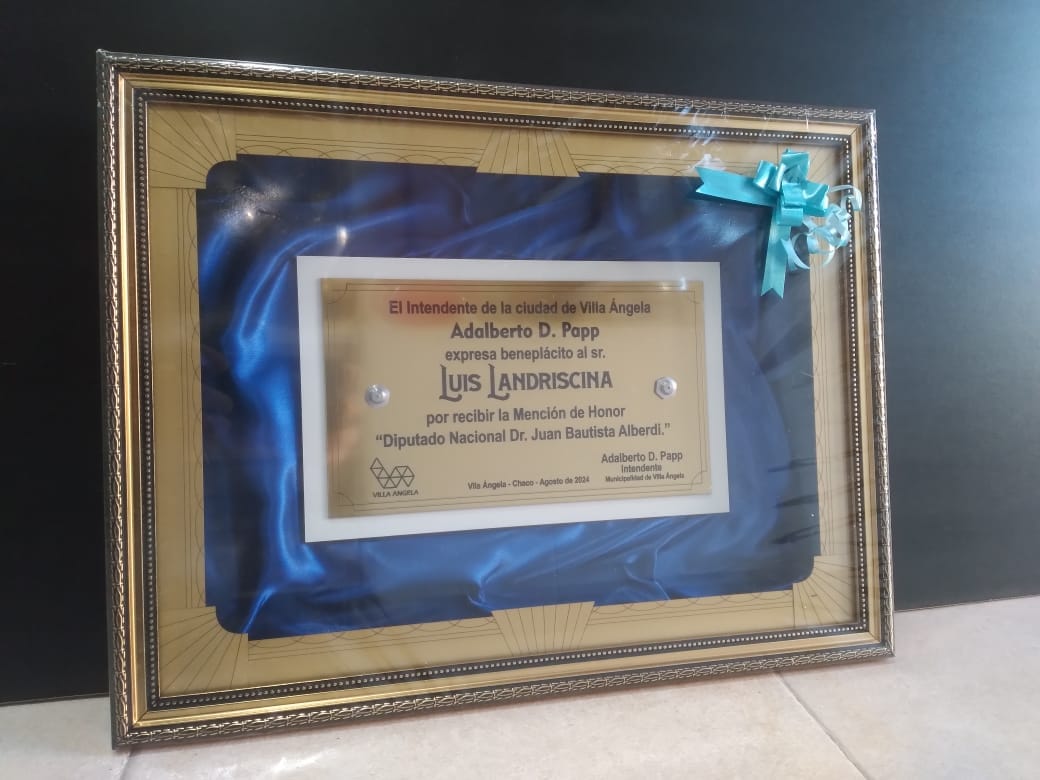 El Intendente de la ciudad de Villa Ángela
Adalberto D. Papp
expresa beneplácito al sr.
LUIS LANDRISCINA
por recibir la Mención de Honor
“Diputado Nacional Dr. Juan Bautista Alberdi.”
Adalberto D. Papp
Intendente
Municipalidad de Villa Ángela
VILLA ANGELA
Vila Ángela - Chaco - Agosto de 2024